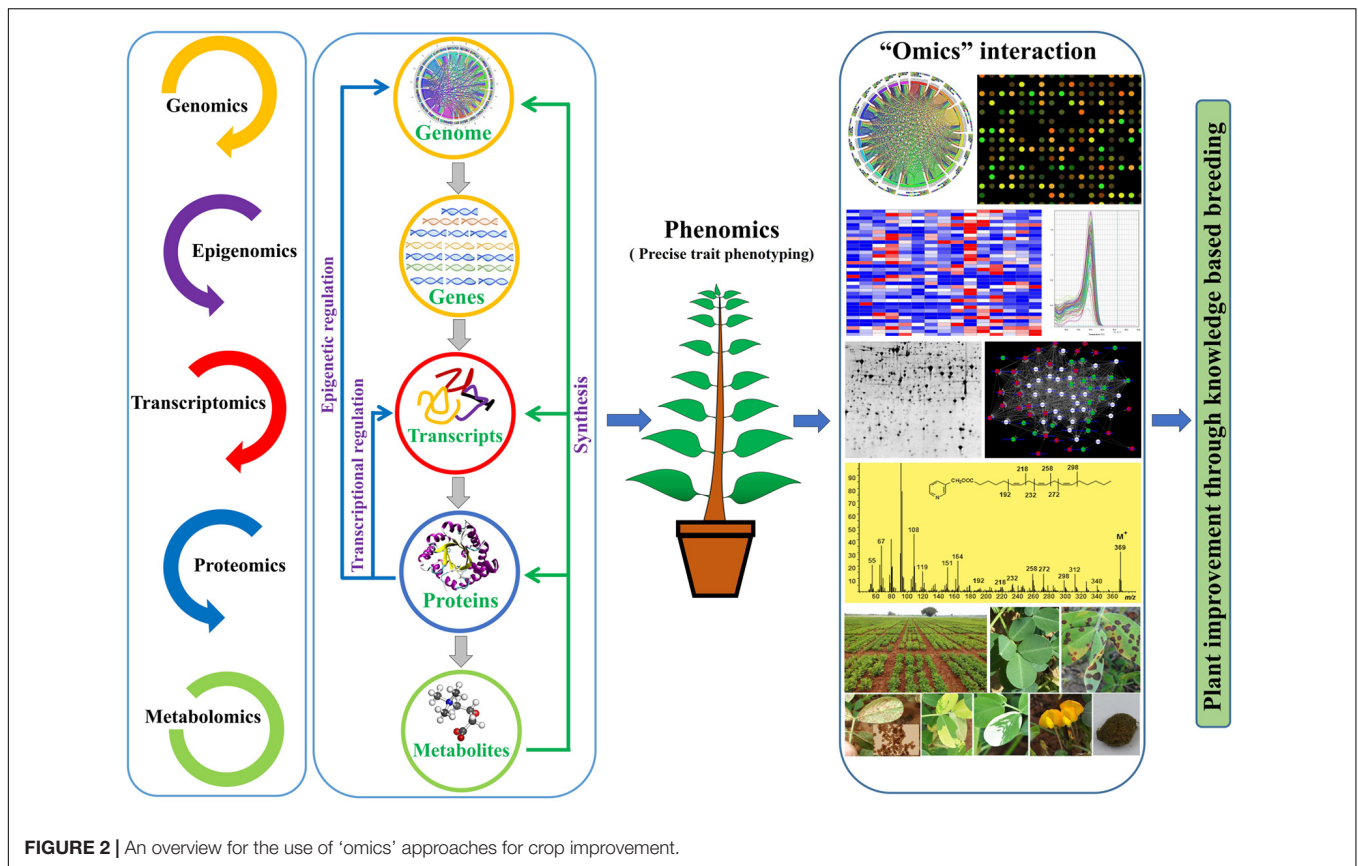 Genomics
Epigenomics
Transcriptomics
Proteomics
Metabolomics
Epigenetic regulation
Transcriptional regulation
Genome
Genes
Transcripts
Proteins
Metabolites
Synthesis
Phenomics
( Precise trait phenotyping)
“Omics” interaction
90
80
70
60
50
40
30
20
10
CH₂OOC
N
218
258
298
192
232
272
55
67
108
119
151
164
192
218
232
258
272
298
312
340
M⁺
369
60 80 100 120 140 160 180 200 220 240 260 280 300 320 340 360
m/z
Plant improvement through knowledge based breeding
FIGURE 2 | An overview for the use of ‘omics’ approaches for crop improvement.